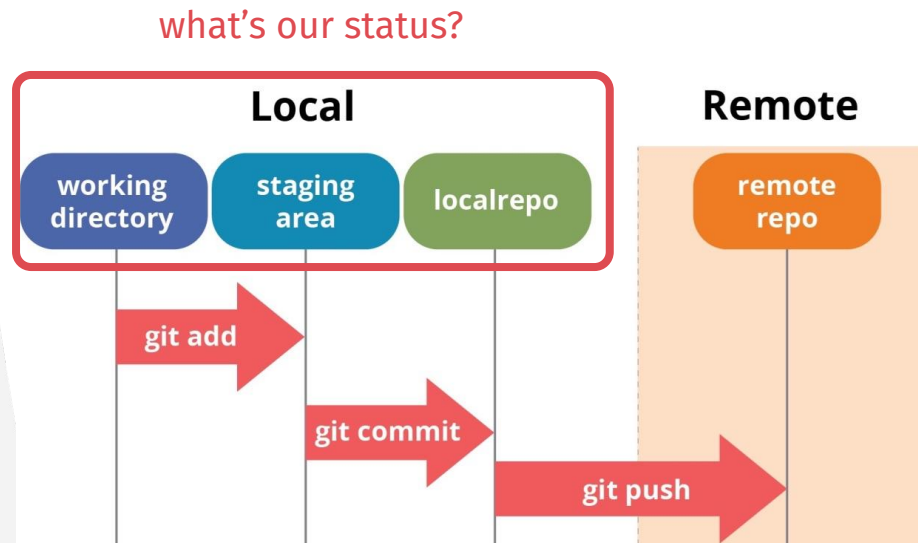 what’s our status?
Local
Remote
working
directory
staging
area
localrepo
remote
repo
git add
git commit
git push